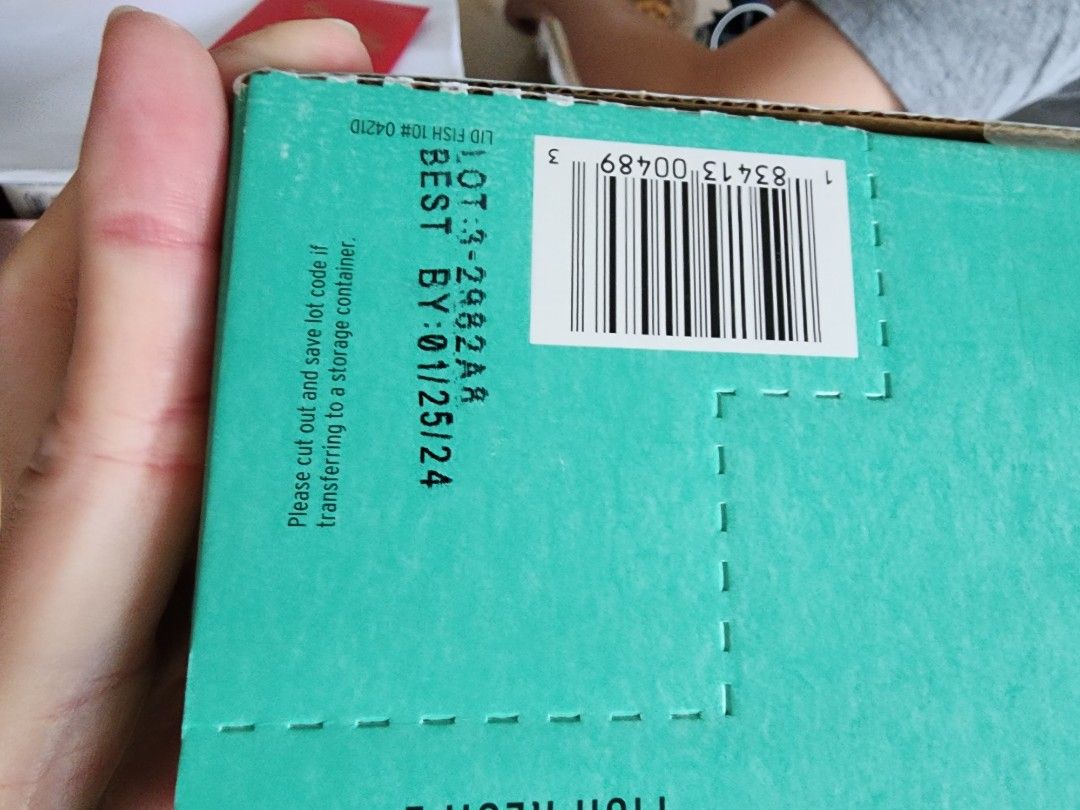 LID FISH 10# 0421D
LOT:3-2982AA
BEST BY:01/25/24
Please cut out and save lot code if
transferring to a storage container.
1 83413 00489 3